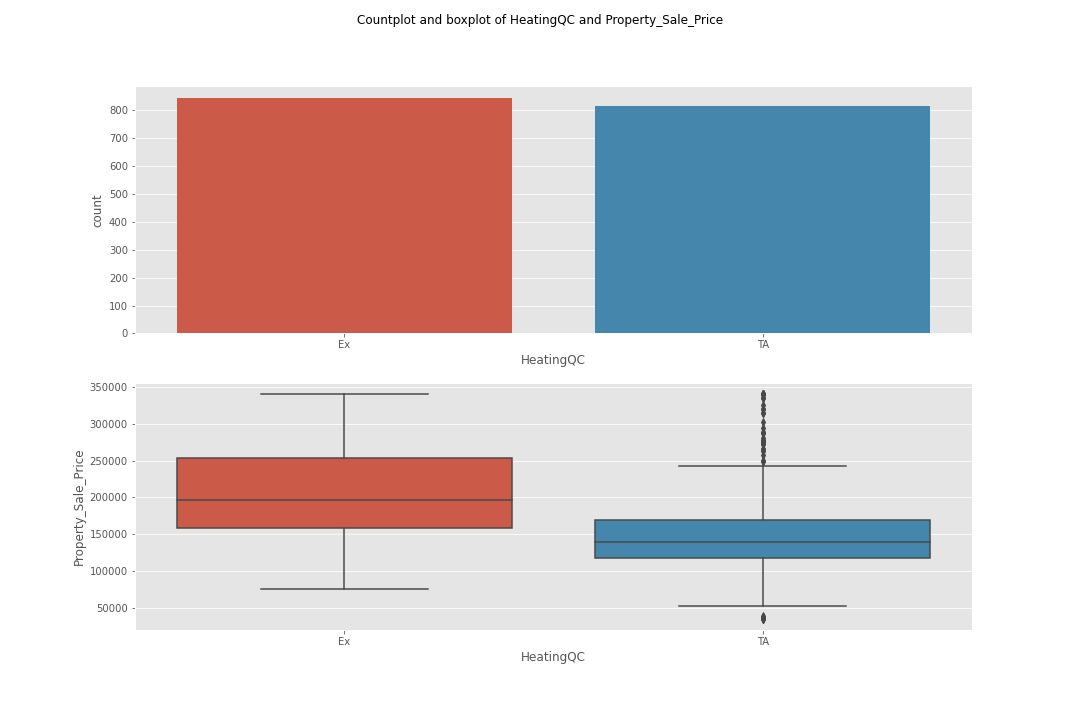 Countplot and boxplot of HeatingQC and Property_Sale_Price
800
700
600
500
400
300
200
100
0
count
Ex
TA
HeatingQC
350000
300000
250000
200000
150000
100000
50000
Property_Sale_Price
Ex
TA
HeatingQC